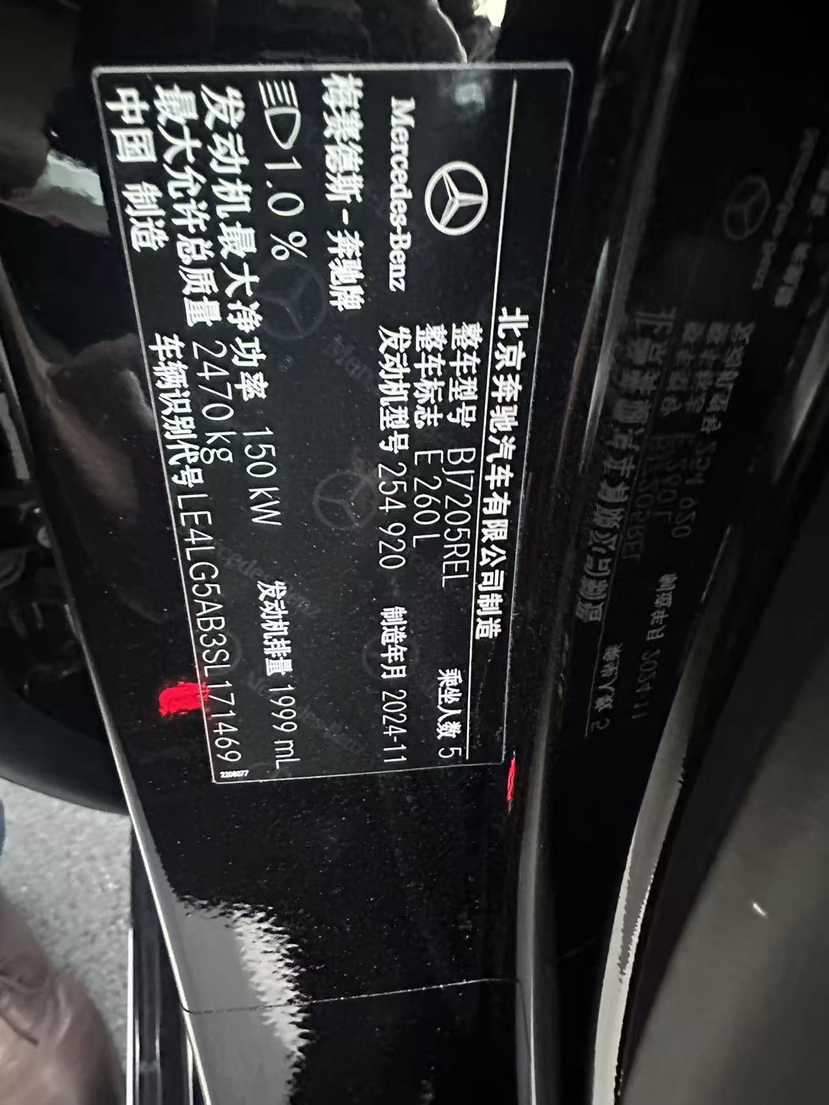 北京奔驰汽车有限公司制造
Mercedes-Benz
整车型号 BJ7205REL 乘坐人数 5
整车标志 E 260 L
发动机型号 254 920 制造年月 2024-11
梅赛德斯-奔驰牌
1.0 %
发动机最大净功率 150 kW 发动机排量 1999 mL
最大允许总质量 2470 kg
中国 制造 车辆识别代号 LE4LG5AB3SL171469
2208077